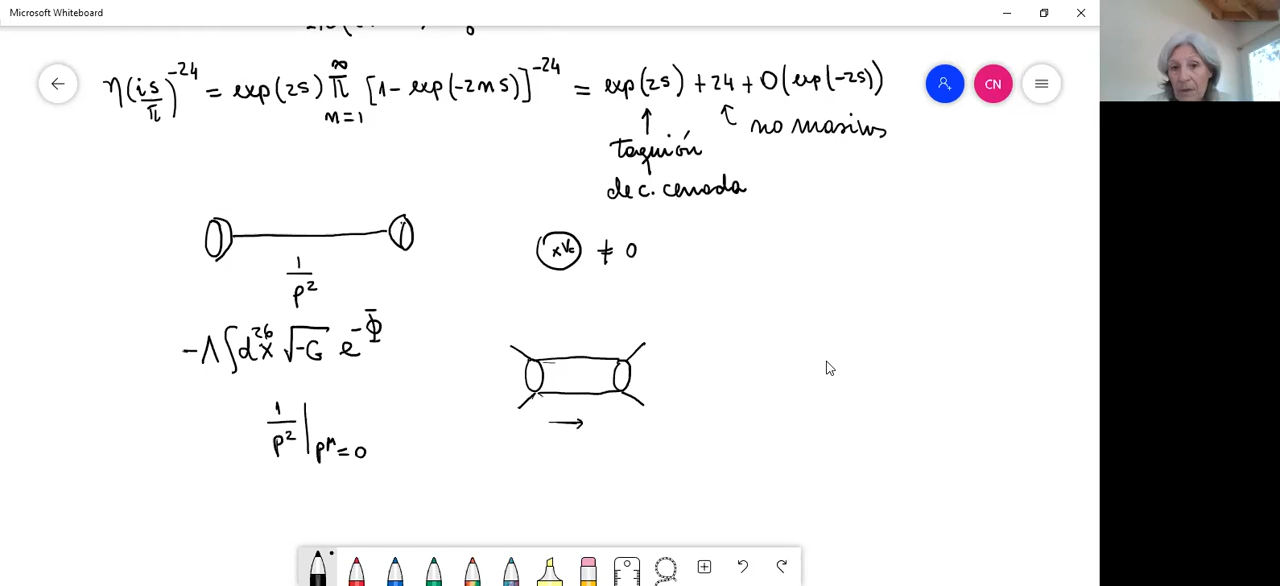 Microsoft Whiteboard
η(is/π)^-24 = exp(2s) ∏_{n=1}^{∞} [1 - exp(-2ns)]^-24 = exp(2s) + 24 + O(exp(-2s))
↑ ↑ no masivos
taquión
de c. cerrada
CN
x Vc ≠ 0
1/p²
-Λ∫d^26x √-G e^-Φ̃
→
1/p² |_{p^μ = 0}